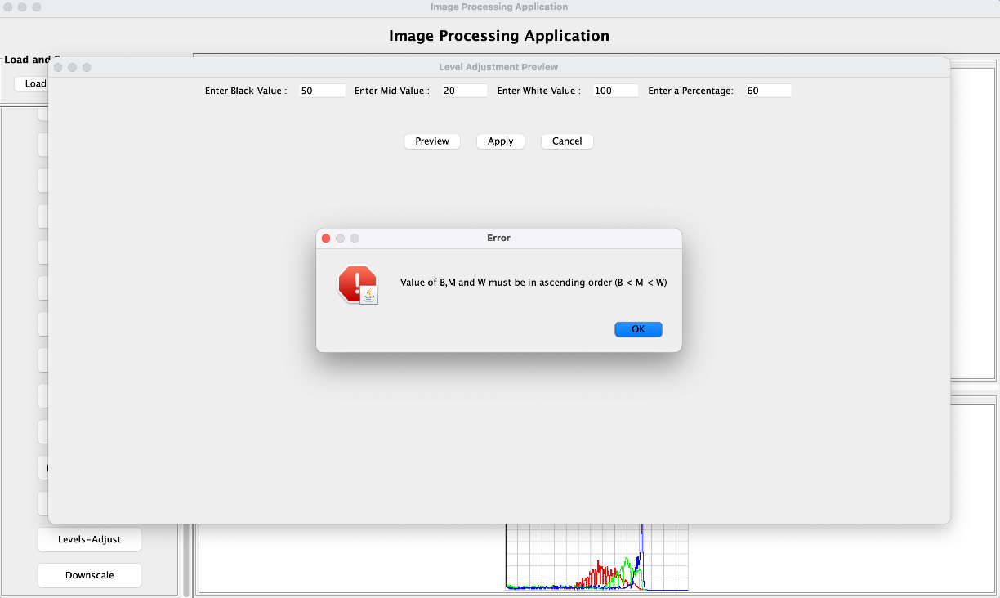 Image Processing Application
Image Processing Application
Load and
Load
Level Adjustment Preview
Enter Black Value : 50 Enter Mid Value : 20 Enter White Value : 100 Enter a Percentage: 60
Preview Apply Cancel
Error
Value of B,M and W must be in ascending order (B < M < W)
OK
Levels-Adjust
Downscale